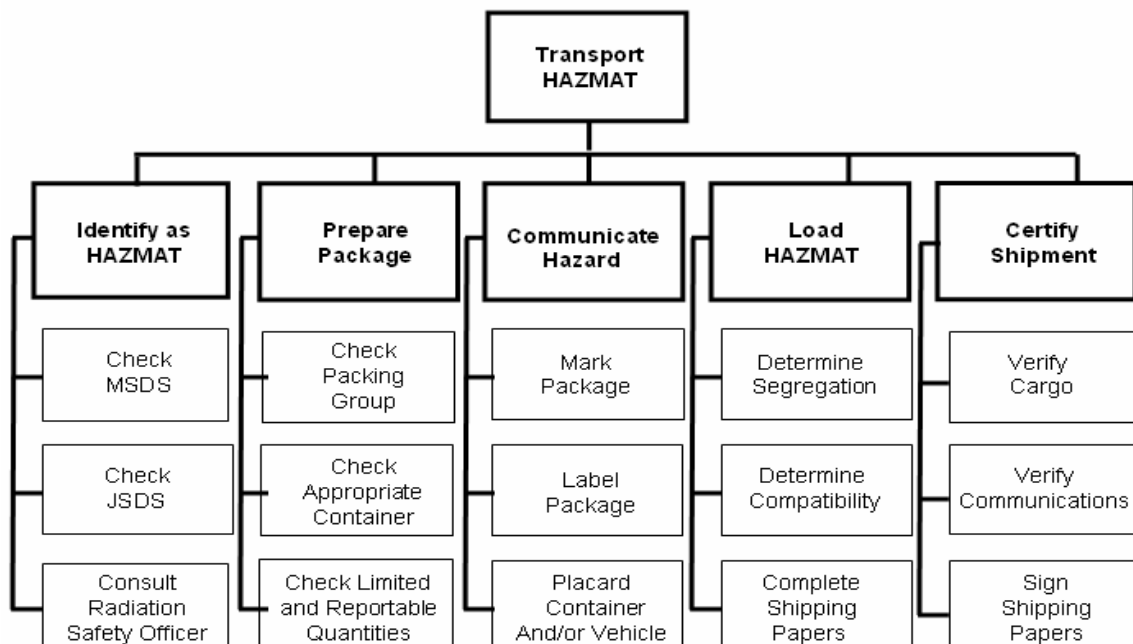 Transport
HAZMAT
Identify as
HAZMAT
Prepare
Package
Communicate
Hazard
Load
HAZMAT
Certify
Shipment
Check
MSDS
Check
Packing
Group
Mark
Package
Determine
Segregation
Verify
Cargo
Check
JSDS
Check
Appropriate
Container
Label
Package
Determine
Compatibility
Verify
Communications
Consult
Radiation
Safety Officer
Check Limited
and Reportable
Quantities
Placard
Container
And/or Vehicle
Complete
Shipping
Papers
Sign
Shipping
Papers